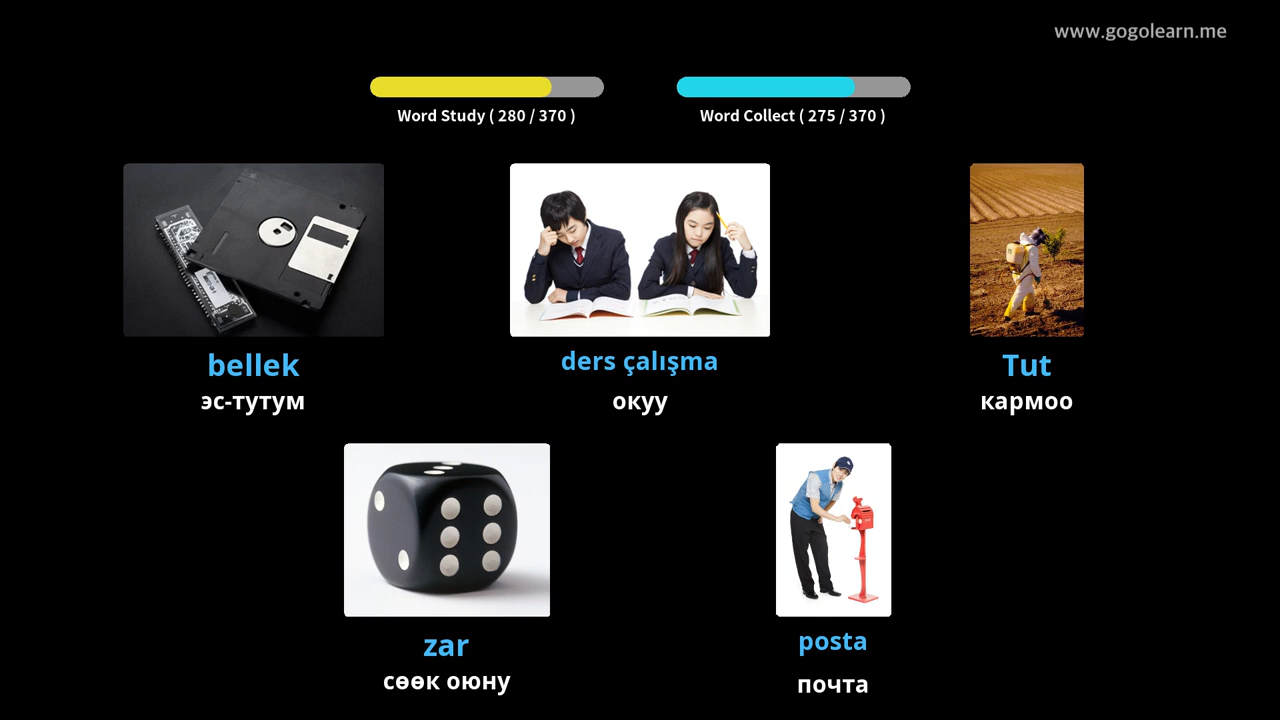 www.gogolearn.me
Word Study ( 280 / 370 )
Word Collect ( 275 / 370 )
bellek
эс-тутум
ders çalışma
окуу
Tut
кармоо
zar
сөөк оюну
posta
почта